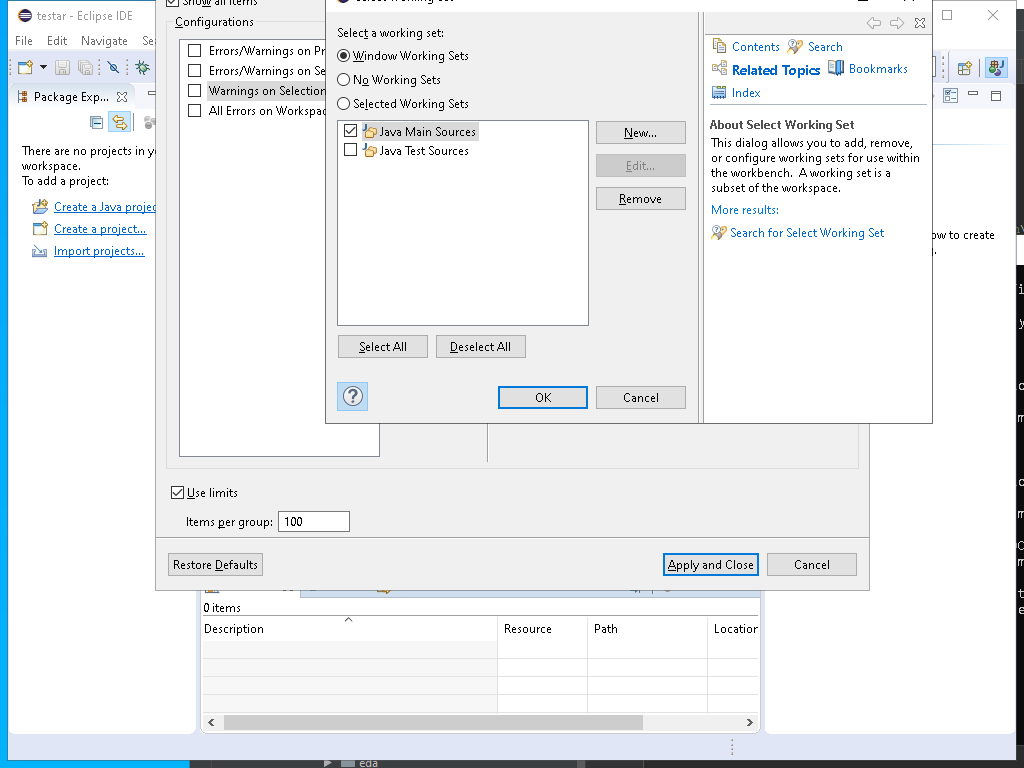 testar - Eclipse IDE
File Edit Navigate
Package Exp...
There are no projects in
workspace.
To add a project:
Create a Java
Create a project...
Import projects...
Show all items
Configurations
Errors/Warnings on
Errors/Warnings on
Warnings on Selection
All Errors on
Use limits
Items per group: 100
Restore Defaults
Apply and Close
Cancel
Select a working set:
Window Working Sets
No Working Sets
Selected Working Sets
Java Main Sources
Java Test Sources
New...
Edit...
Remove
Select All
Deselect All
OK
Cancel
Contents Search
Related Topics Bookmarks
Index
About Select Working Set
This dialog allows you to add, remove,
or configure working sets for use within
the workbench. A working set is a
subset of the workspace.
More results:
Search for Select Working Set
to create
0 items
Description Resource Path Location
eda